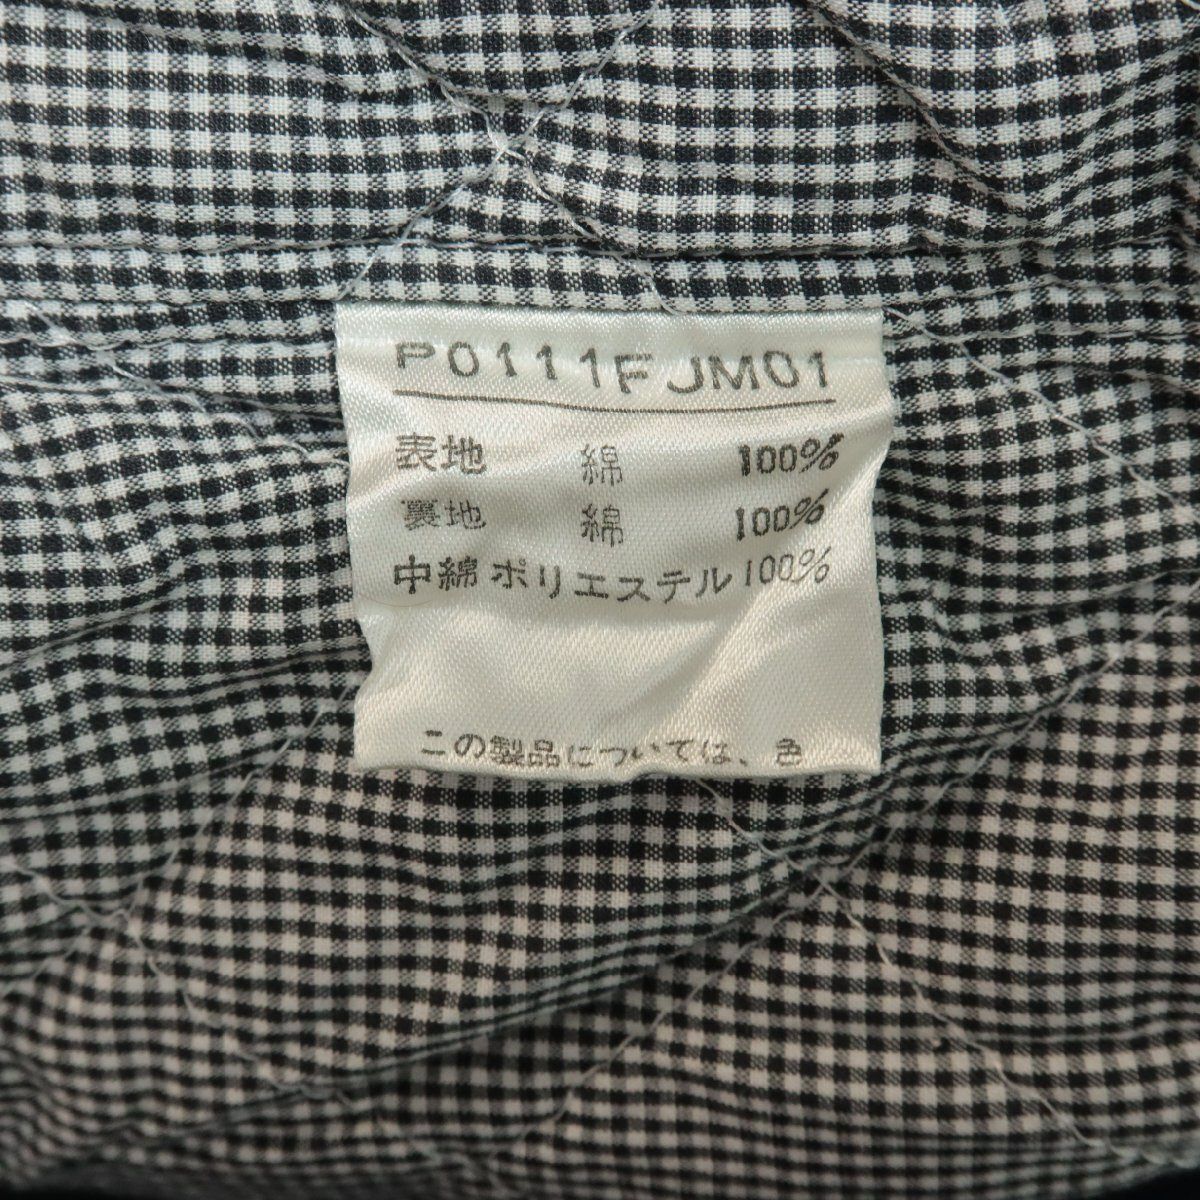 P0111FJM01
表地 綿 100%
裏地 綿 100%
中綿 ポリエステル 100%
この製品については、色